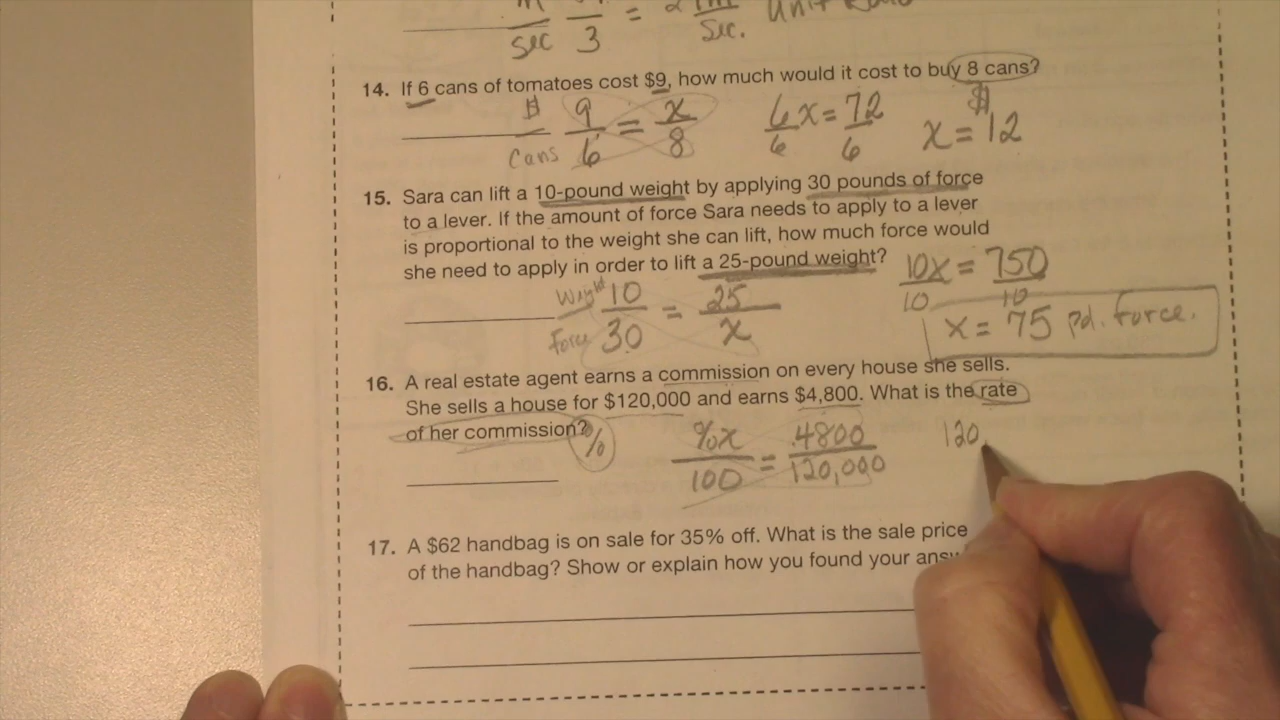 sec 3 = sec. Unit
14. If 6 cans of tomatoes cost $9, how much would it cost to buy 8 cans?
$ 9 = x 6x = 72 $
cans 6 8 6 6 x = 12
15. Sara can lift a 10-pound weight by applying 30 pounds of force
to a lever. If the amount of force Sara needs to apply to a lever
is proportional to the weight she can lift, how much force would
she need to apply in order to lift a 25-pound weight?
10x = 750
10 10
Weight 10 = 25
Force 30 x
x = 75 pd. force.
16. A real estate agent earns a commission on every house she sells.
She sells a house for $120,000 and earns $4,800. What is the rate
of her commission? %
%x = 4800 120,
100 120,000
17. A $62 handbag is on sale for 35% off. What is the sale price
of the handbag? Show or explain how you found your